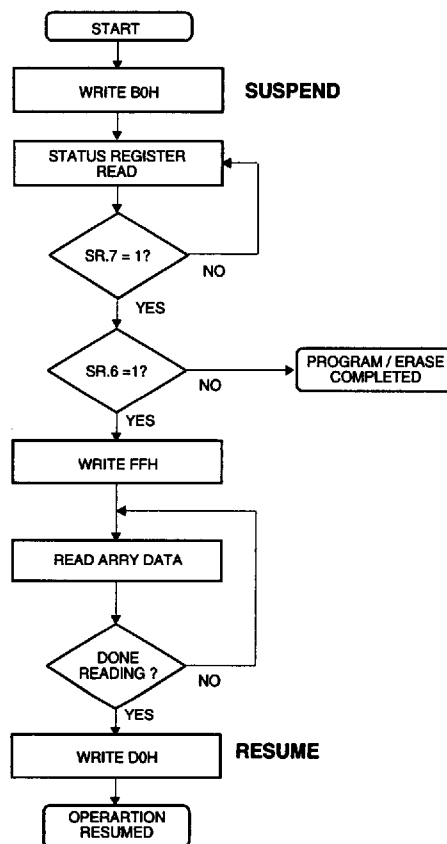 START
WRITE B0H
SUSPEND
STATUS REGISTER
READ
SR.7 = 1?
NO
YES
SR.6 =1?
NO
PROGRAM / ERASE
COMPLETED
YES
WRITE FFH
READ ARRY DATA
DONE
READING ?
NO
YES
WRITE D0H
RESUME
OPERARTION
RESUMED